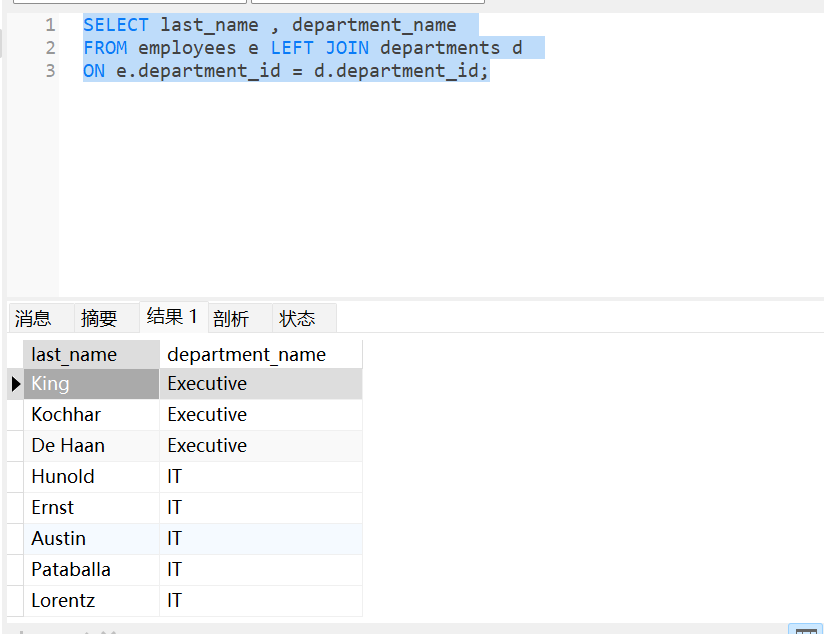 1 SELECT last_name , department_name
2 FROM employees e LEFT JOIN departments d
3 ON e.department_id = d.department_id;
消息 摘要 结果 1 剖析 状态
last_name department_name
King Executive
Kochhar Executive
De Haan Executive
Hunold IT
Ernst IT
Austin IT
Pataballa IT
Lorentz IT